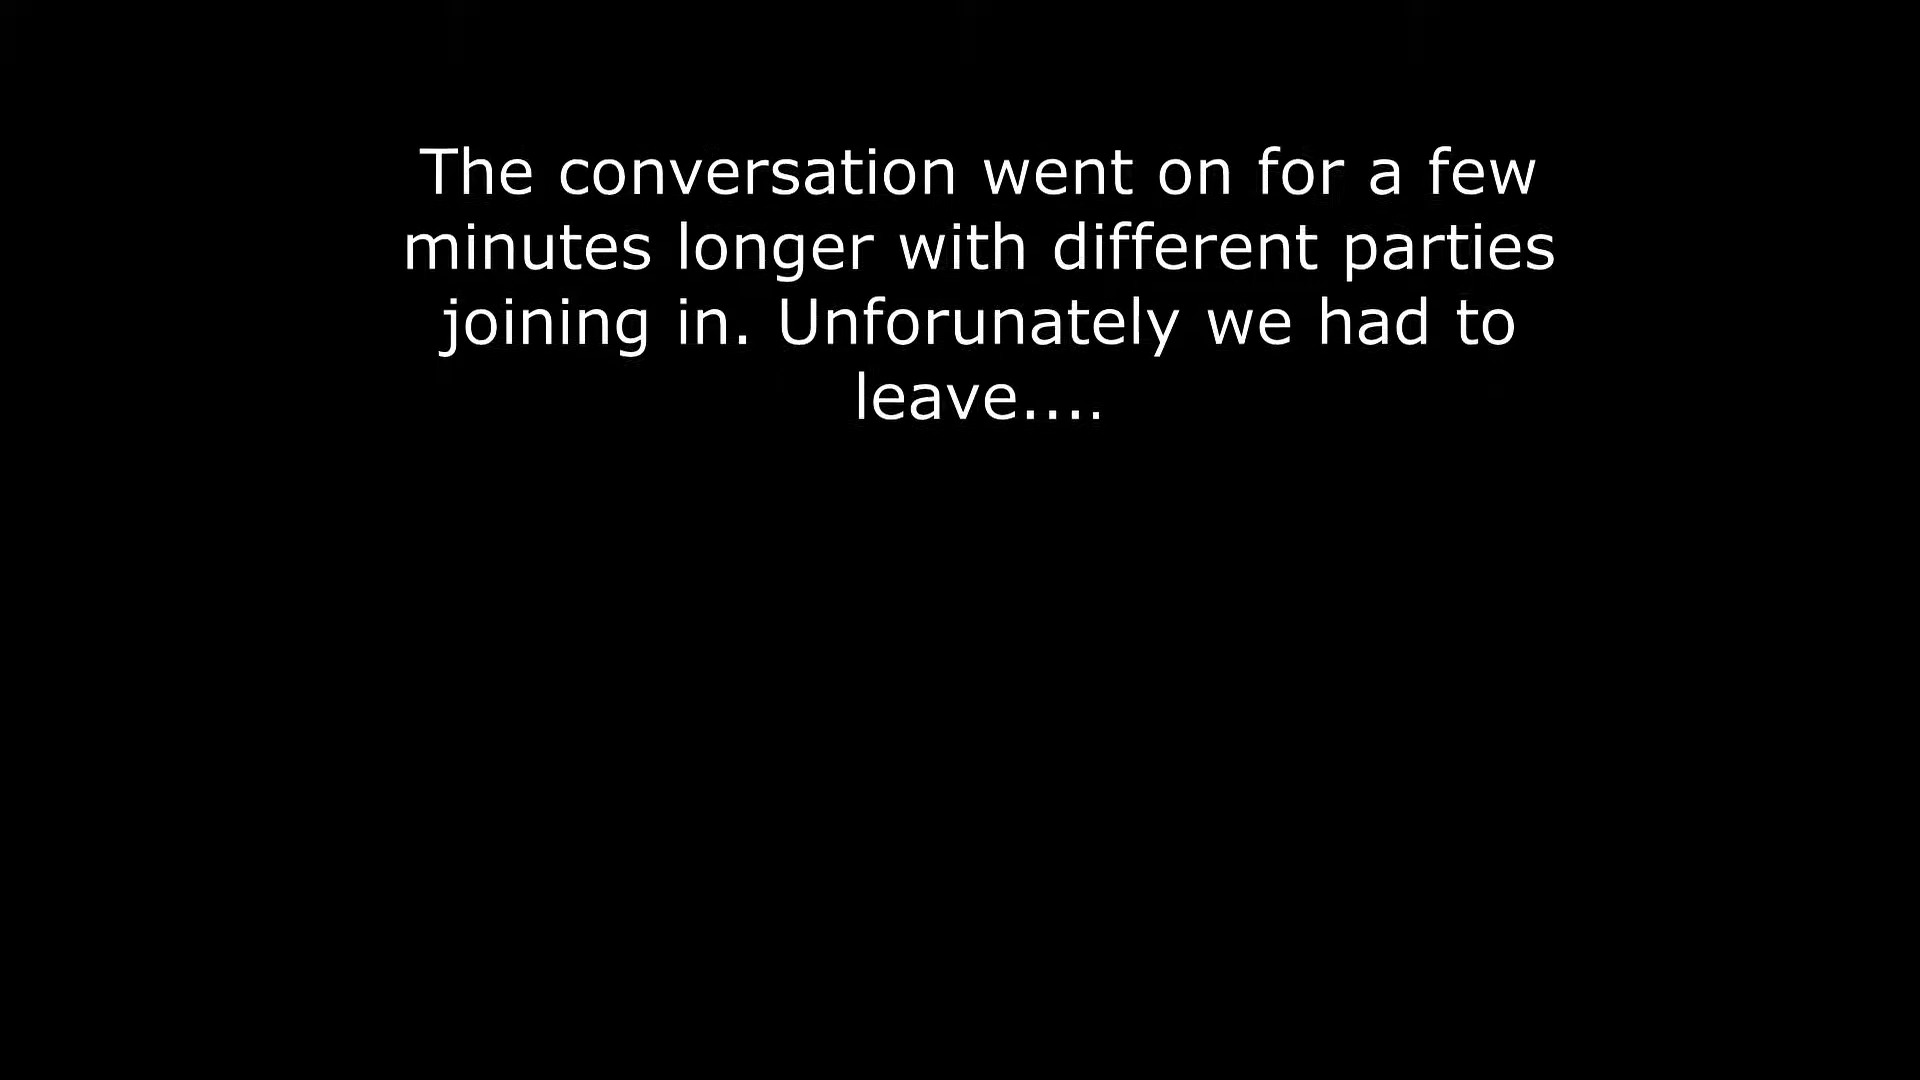 The conversation went on for a few
minutes longer with different parties
joining in. Unforunately we had to
leave....